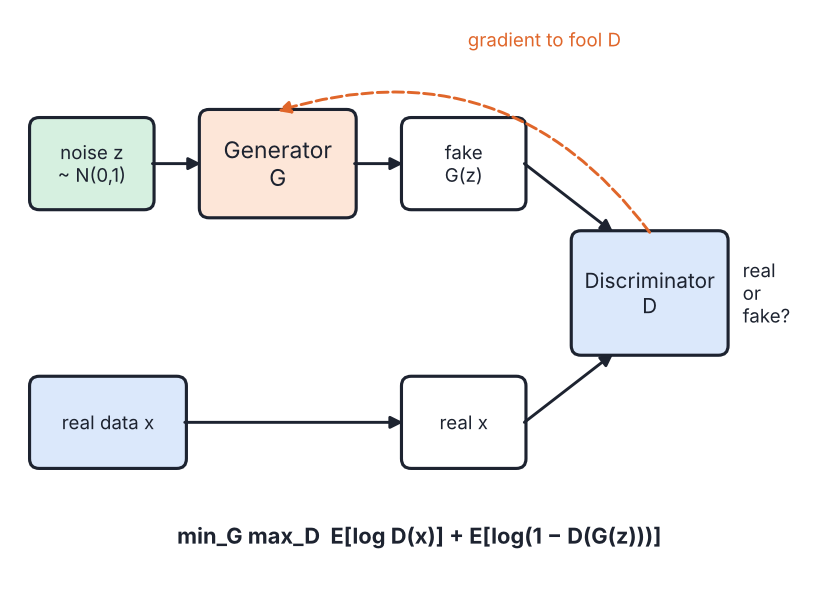 gradient to fool D
noise z
~ N(0,1)
Generator
G
fake
G(z)
Discriminator
D
real
or
fake?
real data x
real x
min_G max_D  E[log D(x)] + E[log(1 − D(G(z)))]